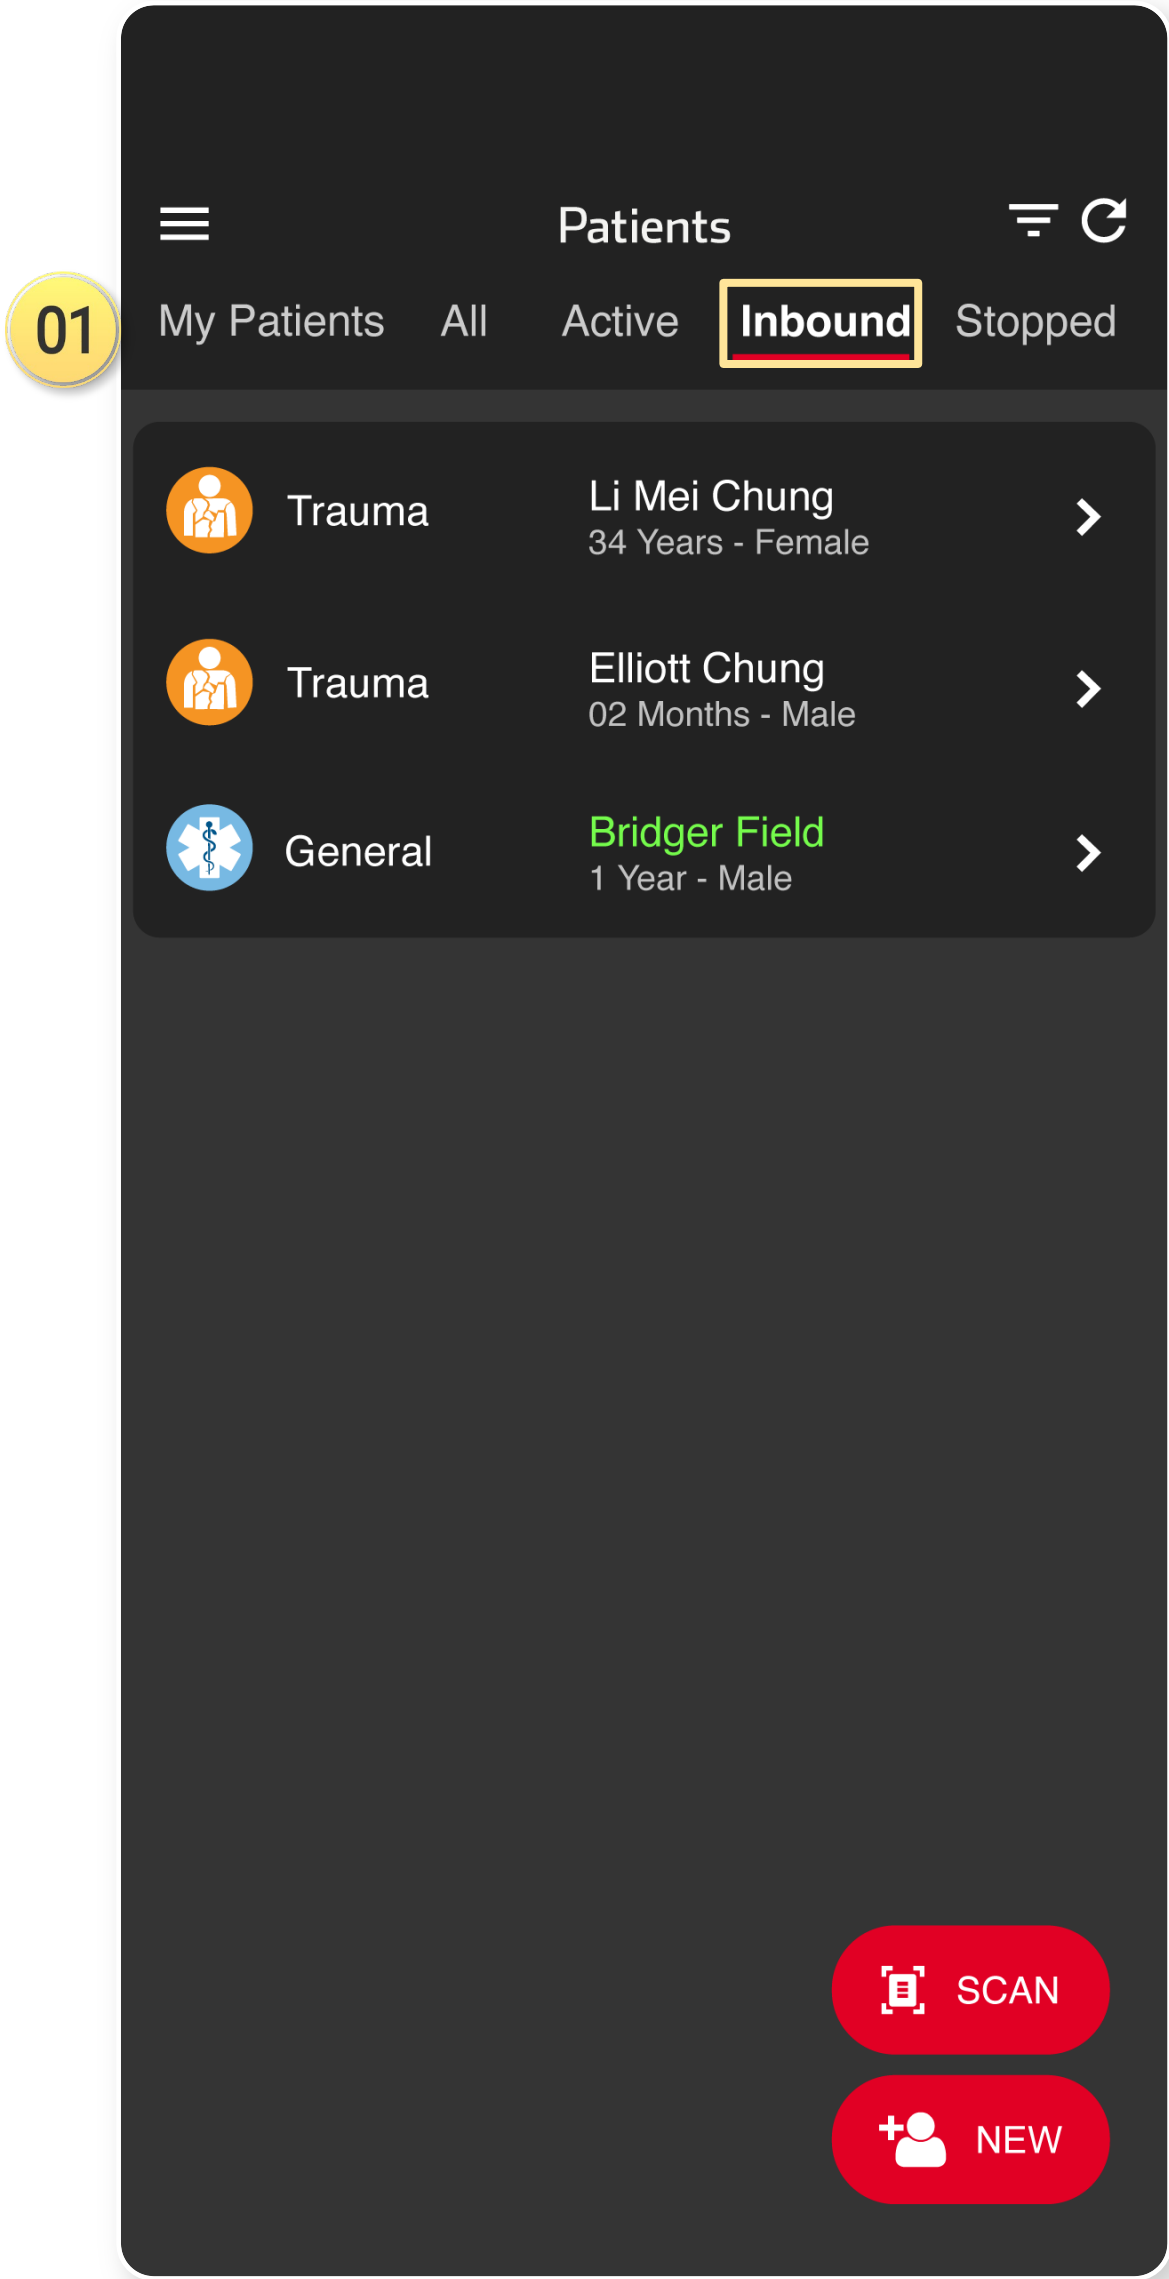 Patients
01
My Patients All Active Inbound Stopped
Trauma
Li Mei Chung
34 Years - Female
Trauma
Elliott Chung
02 Months - Male
General
Bridger Field
1 Year - Male
SCAN
NEW